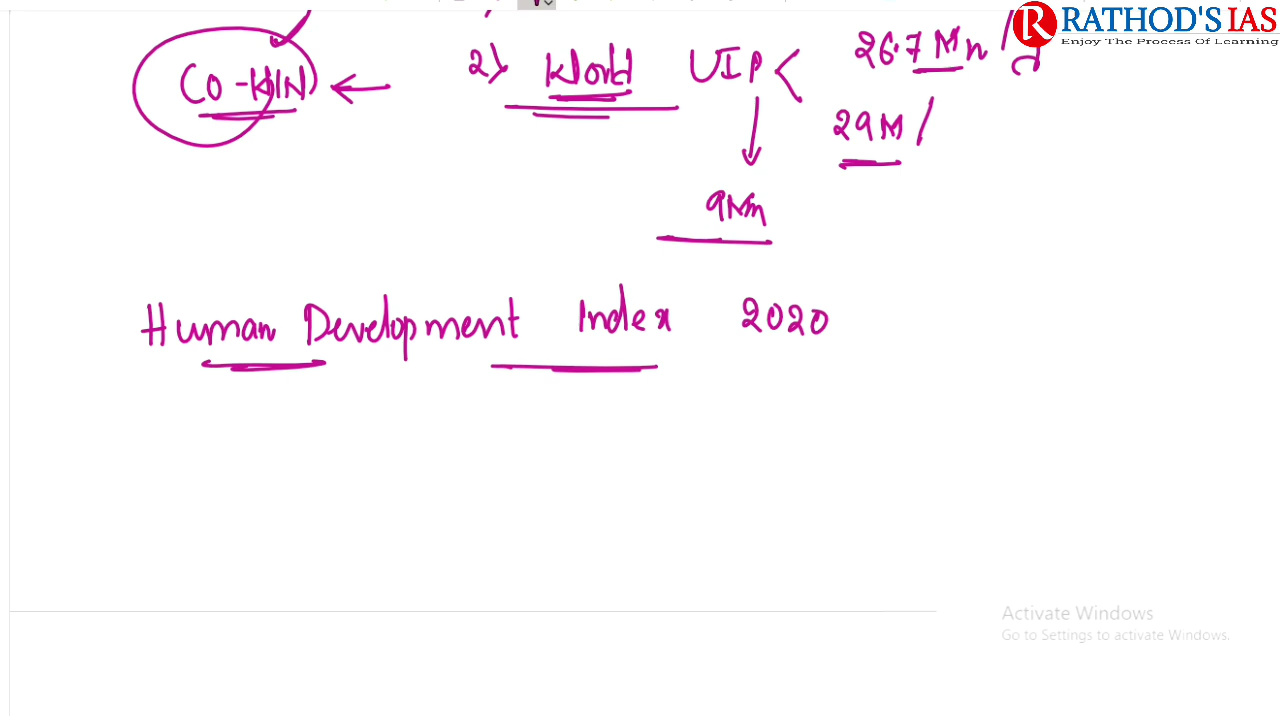 RATHOD'S IAS
Enjoy The Process Of Learning
CO-WIN
2) World UIP < 26.7 Mn /
29M /
9Mn
Human Development Index 2020
Activate Windows
Go to Settings to activate Windows.